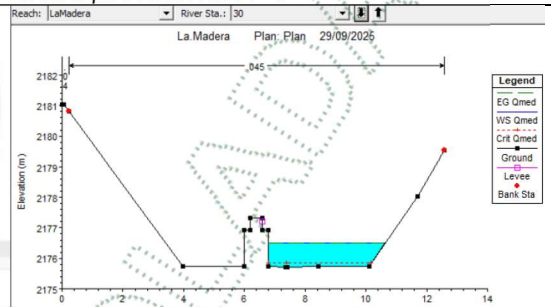 Reach: LaMadera River Sta.: 30
La.Madera Plan: Plan 29/09/2025
.0
4
.045
Legend
EG Qmed
WS Qmed
Crit Qmed
Ground
Levee
Bank Sta
Elevation (m)
2182
2181
2180
2179
2178
2177
2176
2175
0 2 4 6 8 10 12 14